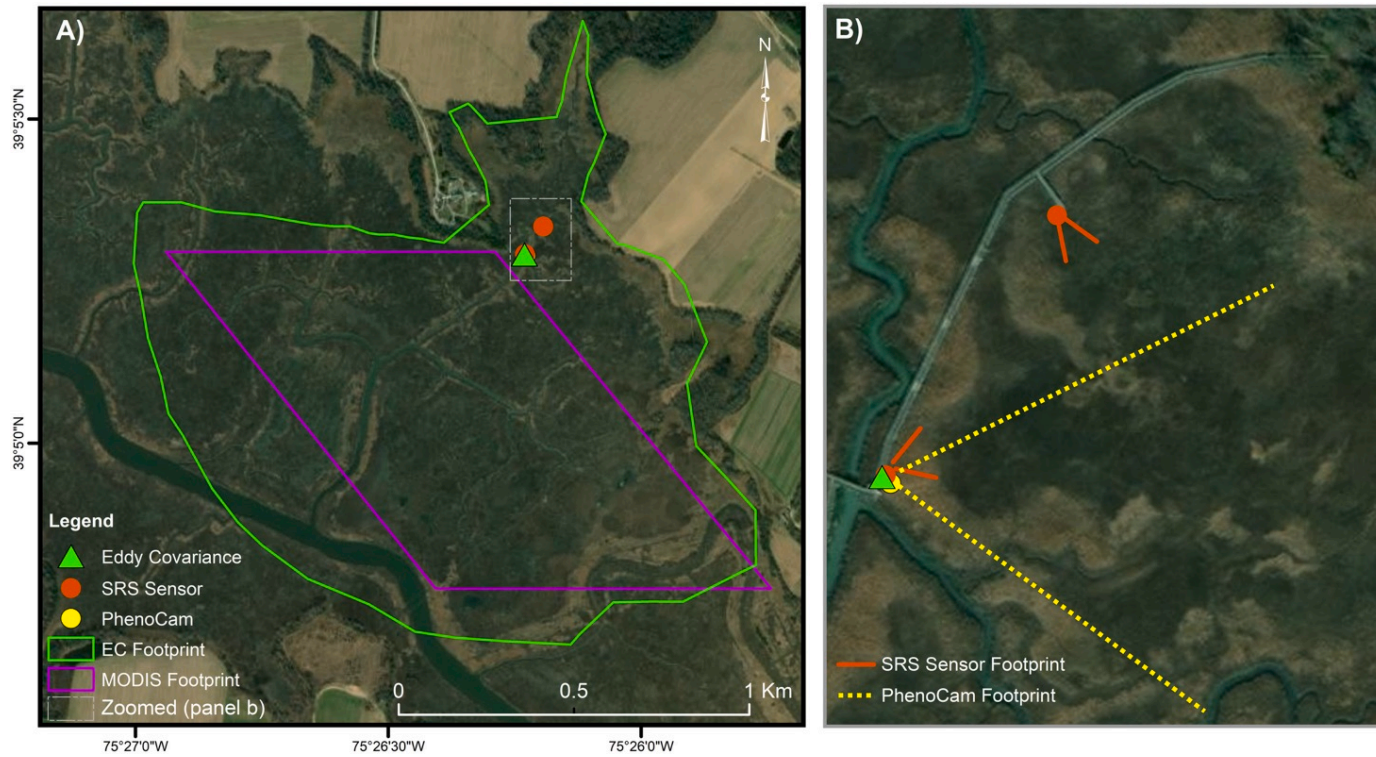 A)
N
39°5'30"N
39°5'0"N
Legend
Eddy Covariance
SRS Sensor
PhenoCam
EC Footprint
MODIS Footprint
Zoomed (panel b)
0 0.5 1 Km
75°27'0"W 75°26'30"W 75°26'0"W
B)
SRS Sensor Footprint
PhenoCam Footprint